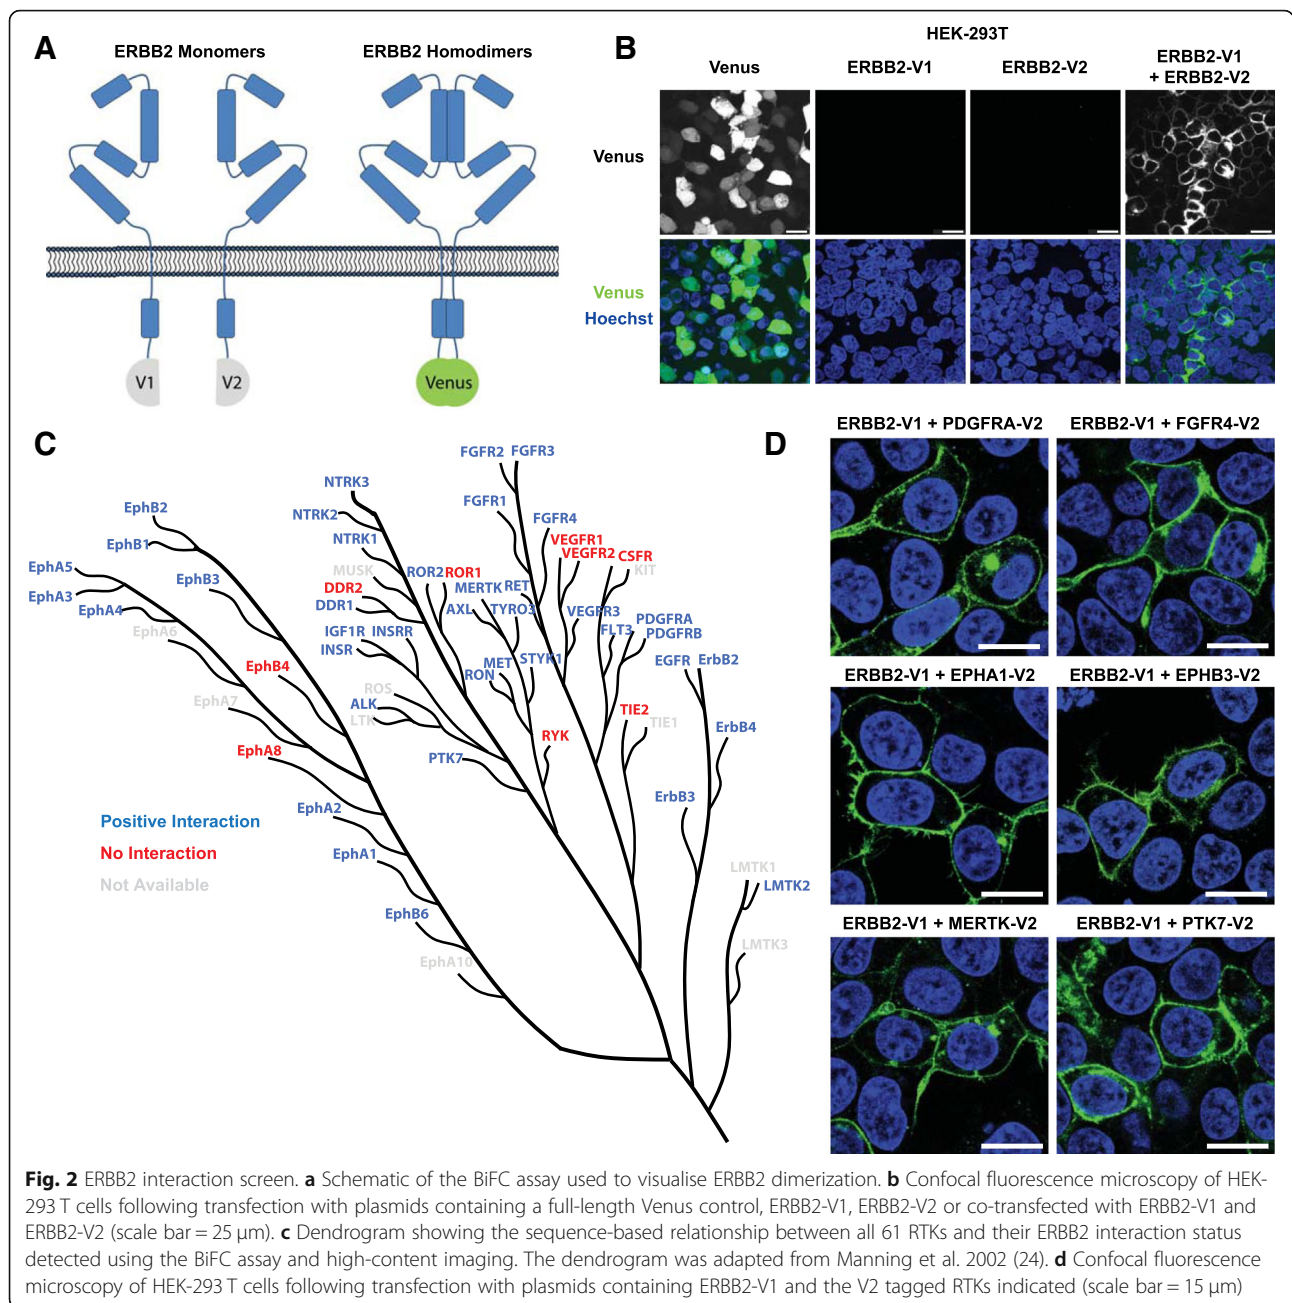 A
ERBB2 Monomers
ERBB2 Homodimers
V1
V2
Venus
B
HEK-293T
Venus
ERBB2-V1
ERBB2-V2
ERBB2-V1
+ ERBB2-V2
Venus
Venus
Hoechst
C
FGFR2
FGFR3
NTRK3
FGFR1
EphB2
NTRK2
FGFR4
EphB1
NTRK1
VEGFR1
VEGFR2
CSFR
EphA5
EphB3
MUSK
ROR2
ROR1
KIT
EphA3
DDR2
MERTK
RET
EphA4
DDR1
AXL
TYRO3
VEGFR3
PDGFRA
EphA6
IGF1R
INSRR
FLT3
PDGFRB
INSR
EphB4
MET
STYK1
EGFR
ErbB2
RON
EphA7
ROS
ALK
LTK
TIE2
TIE1
ErbB4
EphA8
PTK7
RYK
ErbB3
EphA2
Positive Interaction
No Interaction
Not Available
EphA1
LMTK1
LMTK2
EphB6
LMTK3
EphA10
D
ERBB2-V1 + PDGFRA-V2
ERBB2-V1 + FGFR4-V2
ERBB2-V1 + EPHA1-V2
ERBB2-V1 + EPHB3-V2
ERBB2-V1 + MERTK-V2
ERBB2-V1 + PTK7-V2
Fig. 2 ERBB2 interaction screen. a Schematic of the BiFC assay used to visualise ERBB2 dimerization. b Confocal fluorescence microscopy of HEK-
293 T cells following transfection with plasmids containing a full-length Venus control, ERBB2-V1, ERBB2-V2 or co-transfected with ERBB2-V1 and
ERBB2-V2 (scale bar = 25 μm). c Dendrogram showing the sequence-based relationship between all 61 RTKs and their ERBB2 interaction status
detected using the BiFC assay and high-content imaging. The dendrogram was adapted from Manning et al. 2002 (24). d Confocal fluorescence
microscopy of HEK-293 T cells following transfection with plasmids containing ERBB2-V1 and the V2 tagged RTKs indicated (scale bar = 15 μm)